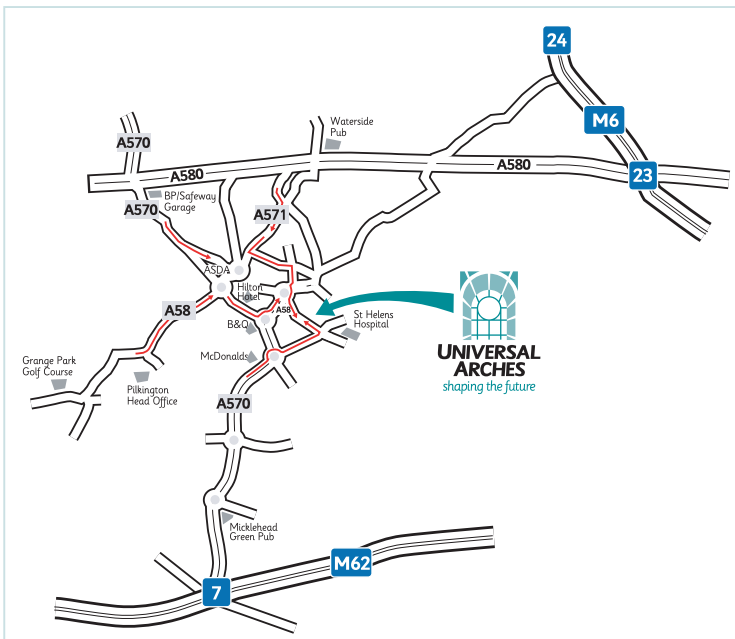 24
M6
Waterside
Pub
A570
A580
A580
23
BP/Safeway
Garage
A570
A571
ASDA
Hilton
Hotel
A58
A58
B&Q
St Helens
Hospital
UNIVERSAL
ARCHES
shaping the future
McDonalds
Grange Park
Golf Course
Pilkington
Head Office
A570
Micklehead
Green Pub
M62
7